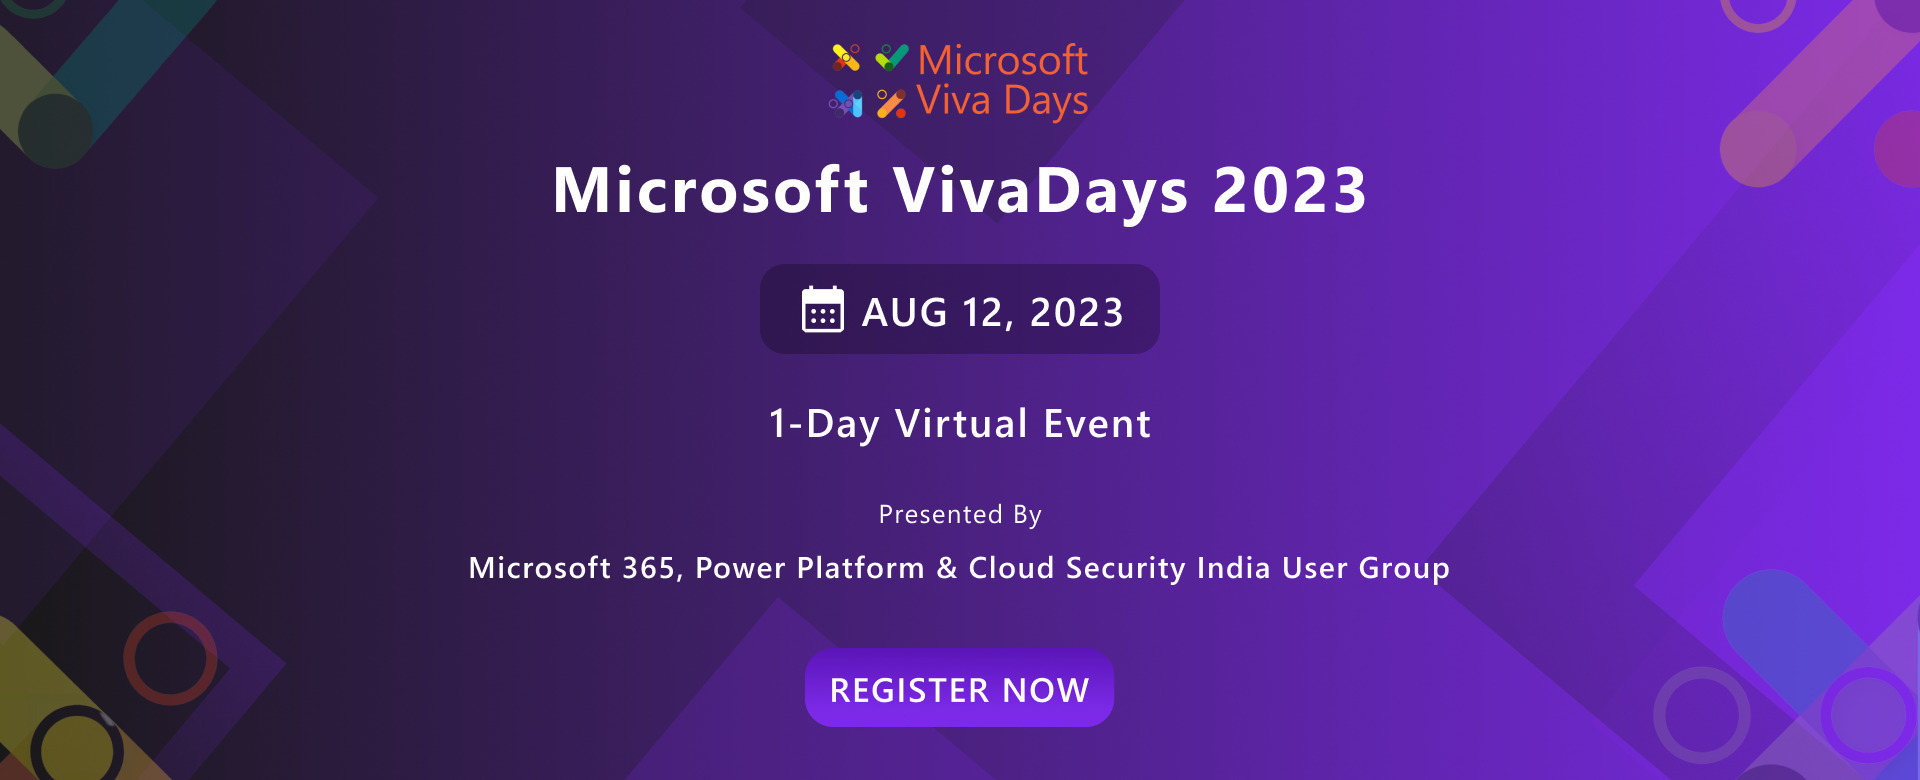 Microsoft
Viva Days
Microsoft VivaDays 2023
AUG 12, 2023
1-Day Virtual Event
Presented By
Microsoft 365, Power Platform & Cloud Security India User Group
REGISTER NOW